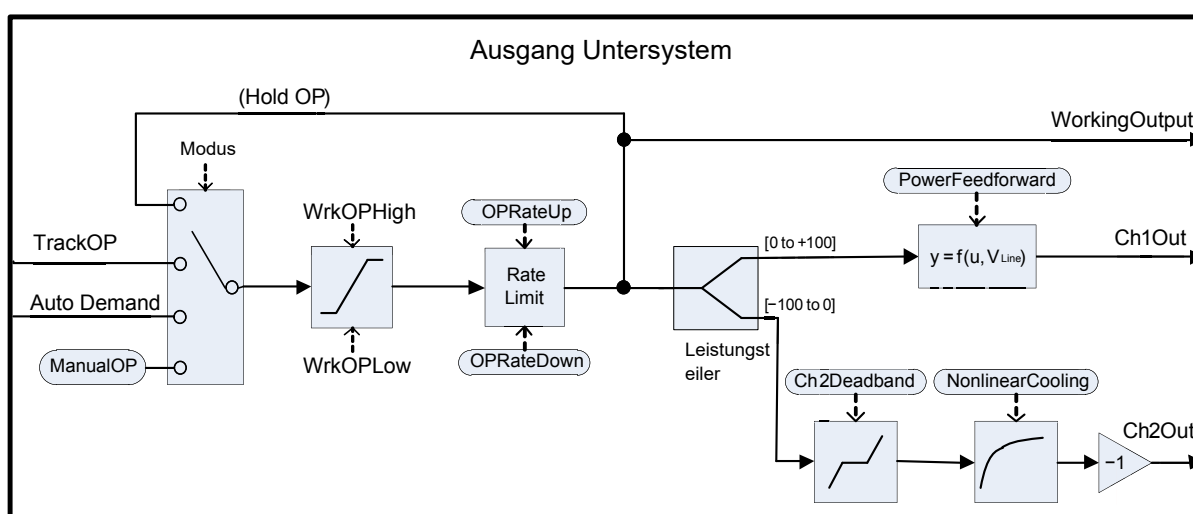 Ausgang Untersystem
(Hold OP)
WorkingOutput
Modus
PowerFeedforward
WrkOPHigh
OPRateUp
TrackOP
[0 to +100]
Ch1Out
y = f(u, VLine)
Rate
Limit
Auto Demand
[−100 to 0]
ManualOP
WrkOPLow
OPRateDown
Leistungst
eiler
Ch2Deadband
NonlinearCooling
Ch2Out
−1